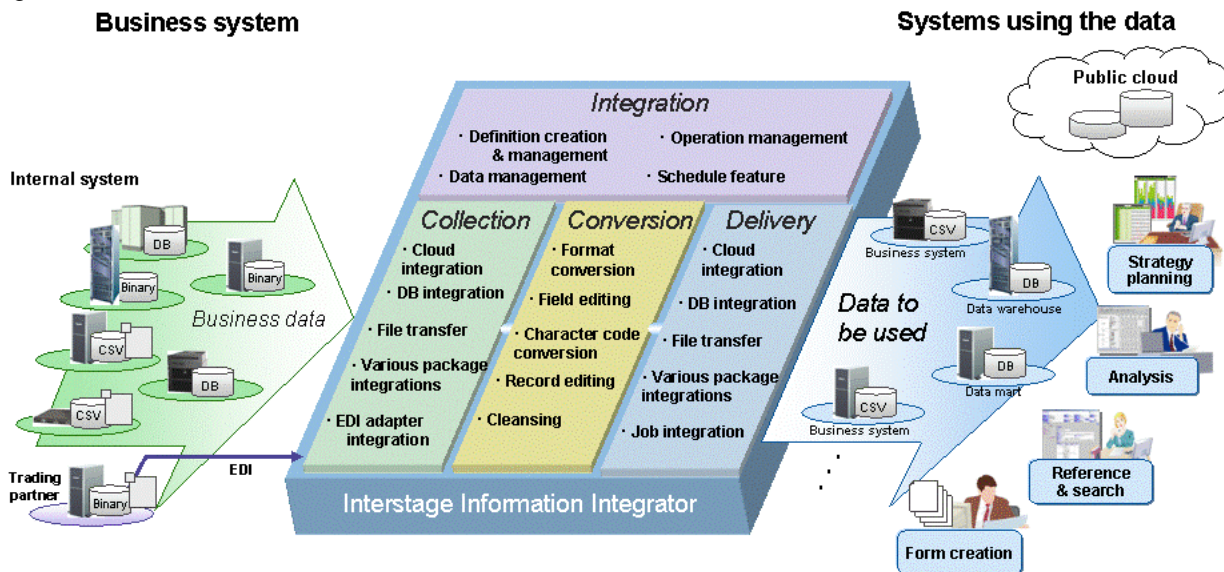 Business system
Systems using the data
Public cloud
Integration
· Definition creation
& management
· Data management
· Operation management
· Schedule feature
Internal system
DB
Binary
Binary
CSV
DB
CSV
Business data
Trading
partner
Binary
EDI
Collection
· Cloud
integration
· DB integration
· File transfer
· Various package
integrations
· EDI adapter
integration
Conversion
· Format
conversion
· Field editing
· Character code
conversion
· Record editing
· Cleansing
Delivery
· Cloud
integration
· DB integration
· File transfer
· Various package
integrations
· Job integration
Interstage Information Integrator
Data to
be used
CSV
Business system
DB
Data warehouse
DB
Data mart
CSV
Business system
Strategy
planning
Analysis
Reference
& search
Form creation